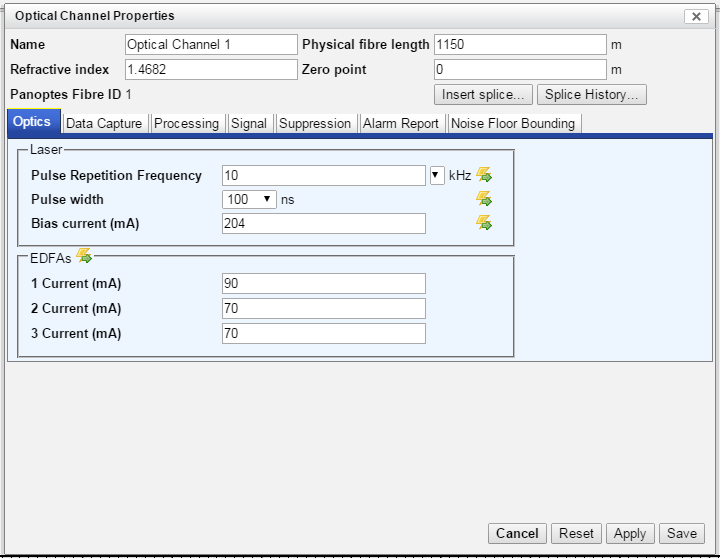 Optical Channel Properties
Name Optical Channel 1 Physical fibre length 1150 m
Refractive index 1.4682 Zero point 0 m
Panoptes Fibre ID 1 Insert splice... Splice History...
Optics Data Capture Processing Signal Suppression Alarm Report Noise Floor Bounding
Laser
Pulse Repetition Frequency 10 kHz
Pulse width 100 ns
Bias current (mA) 204
EDFAs
1 Current (mA) 90
2 Current (mA) 70
3 Current (mA) 70
Cancel Reset Apply Save